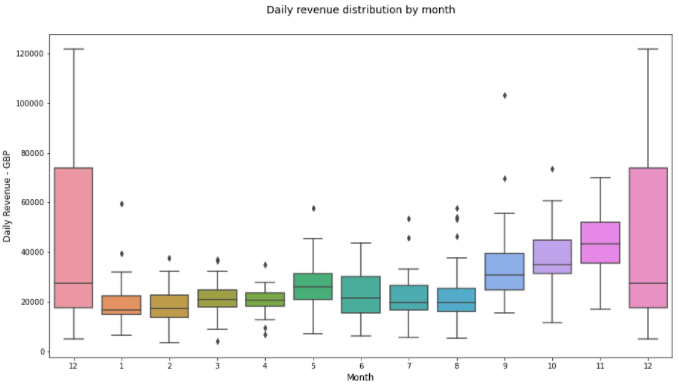 Daily revenue distribution by month
Daily Revenue - GBP
120000
100000
80000
60000
40000
20000
0
12 1 2 3 4 5 6 7 8 9 10 11 12
Month